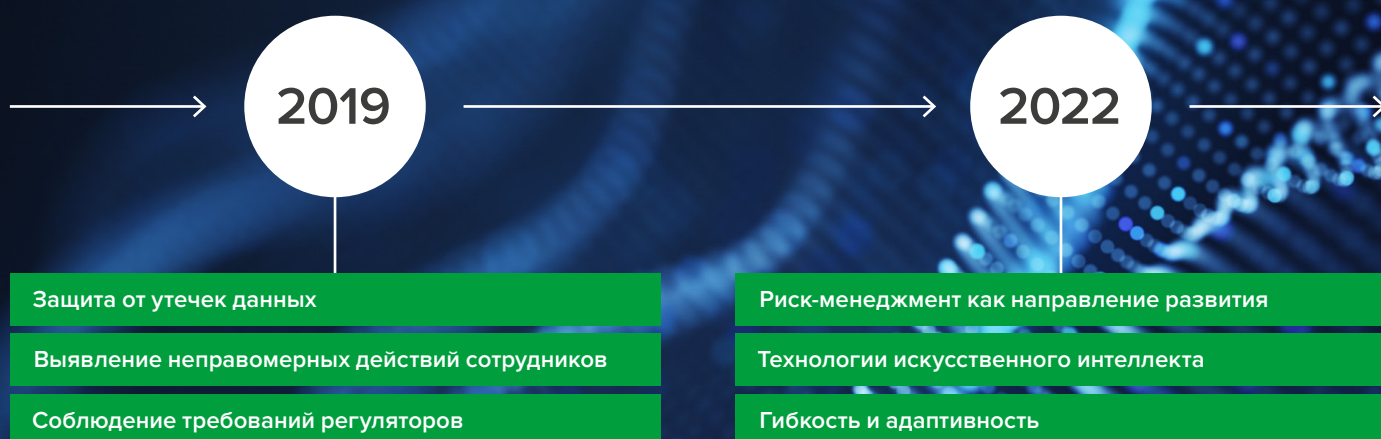 2019
2022
Защита от утечек данных
Выявление неправомерных действий сотрудников
Соблюдение требований регуляторов
Риск-менеджмент как направление развития
Технологии искусственного интеллекта
Гибкость и адаптивность